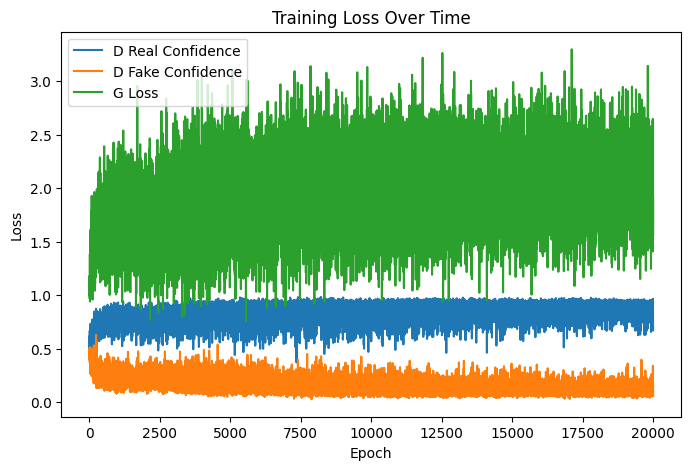 Training Loss Over Time
D Real Confidence
D Fake Confidence
G Loss
Loss
3.0
2.5
2.0
1.5
1.0
0.5
0.0
0
2500
5000
7500
10000
12500
15000
17500
20000
Epoch